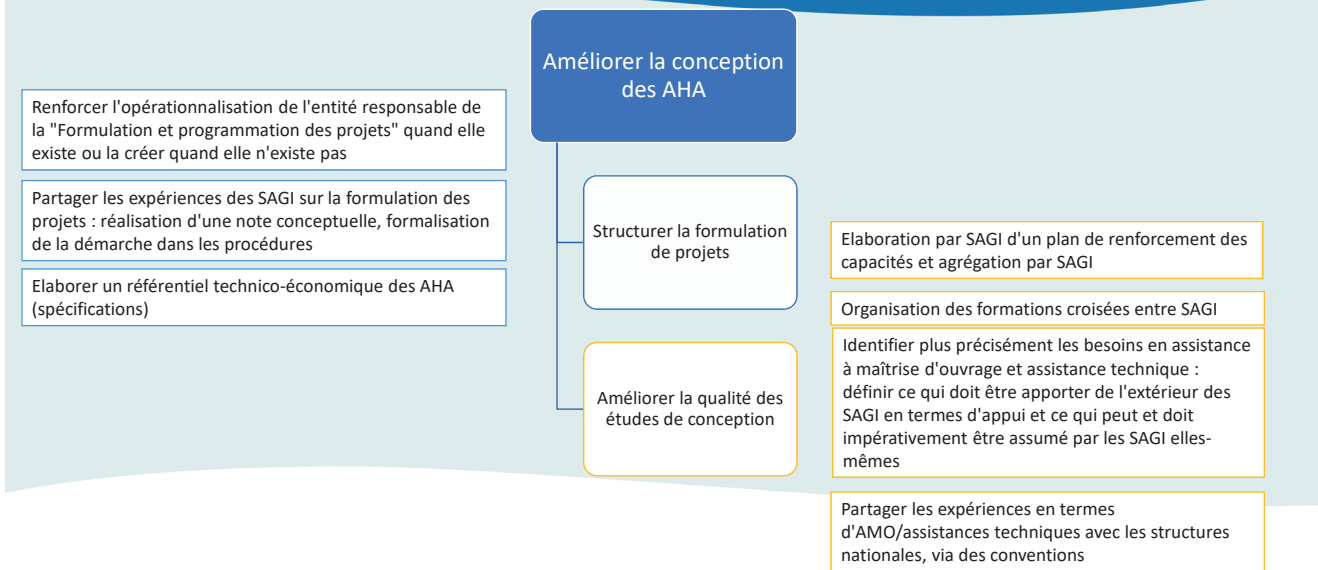 Améliorer la conception
des AHA
Renforcer l'opérationnalisation de l'entité responsable de
la "Formulation et programmation des projets" quand elle
existe ou la créer quand elle n'existe pas
Partager les expériences des SAGI sur la formulation des
projets : réalisation d'une note conceptuelle, formalisation
de la démarche dans les procédures
Elaborer un référentiel technico-économique des AHA
(spécifications)
Structurer la formulation
de projets
Améliorer la qualité des
études de conception
Elaboration par SAGI d'un plan de renforcement des
capacités et agrégation par SAGI
Organisation des formations croisées entre SAGI
Identifier plus précisément les besoins en assistance
à maîtrise d'ouvrage et assistance technique :
définir ce qui doit être apporter de l'extérieur des
SAGI en termes d'appui et ce qui peut et doit
impérativement être assumé par les SAGI elles-
mêmes
Partager les expériences en termes
d'AMO/assistances techniques avec les structures
nationales, via des conventions